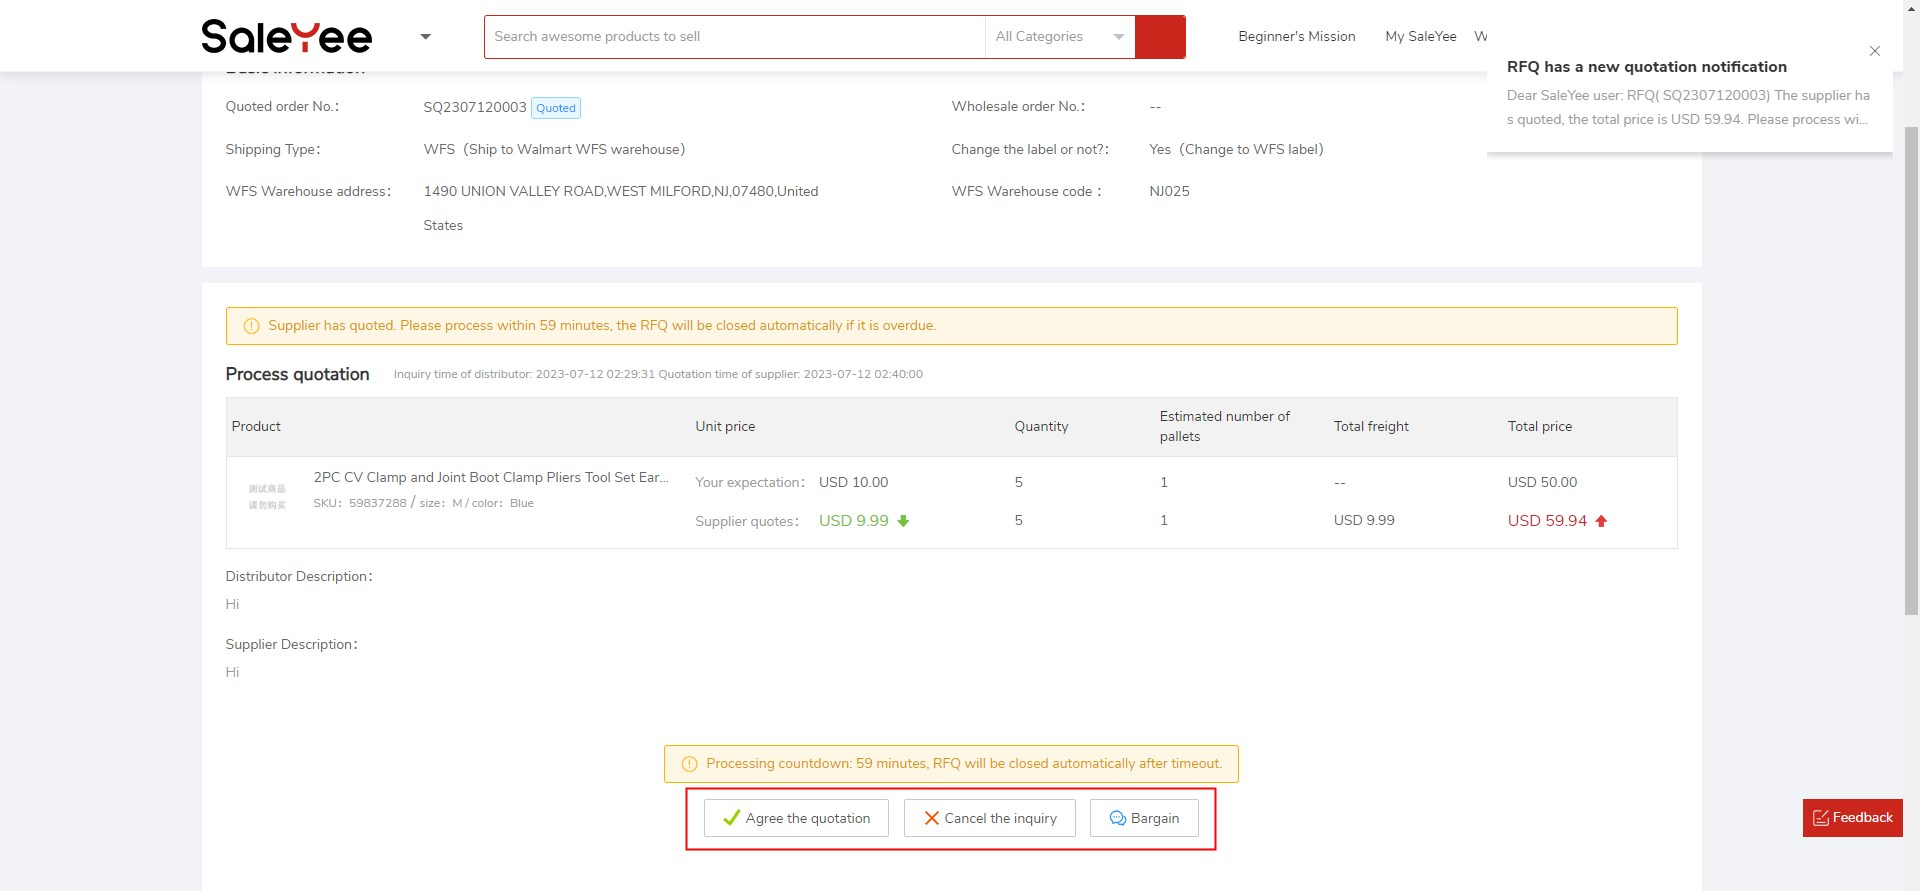 SaleYee
Search awesome products to sell
All Categories
Beginner's Mission
My SaleYee
W
RFQ has a new quotation notification
Dear SaleYee user: RFQ( SQ2307120003) The supplier ha
s quoted, the total price is USD 59.94. Please process wi...
Quoted order No.:
SQ2307120003 Quoted
Wholesale order No.:
--
Shipping Type:
WFS（Ship to Walmart WFS warehouse）
Change the label or not?:
Yes（Change to WFS label）
WFS Warehouse address:
1490 UNION VALLEY ROAD,WEST MILFORD,NJ,07480,United
States
WFS Warehouse code：
NJ025
Supplier has quoted. Please process within 59 minutes, the RFQ will be closed automatically if it is overdue.
Process quotation
Inquiry time of distributor: 2023-07-12 02:29:31 Quotation time of supplier: 2023-07-12 02:40:00
Product
Unit price
Quantity
Estimated number of
pallets
Total freight
Total price
测试商品
请勿购买
2PC CV Clamp and Joint Boot Clamp Pliers Tool Set Ear...
SKU: 59837288 / size: M / color: Blue
Your expectation: USD 10.00
5
1
--
USD 50.00
Supplier quotes: USD 9.99
5
1
USD 9.99
USD 59.94
Distributor Description:
Hi
Supplier Description:
Hi
Processing countdown: 59 minutes, RFQ will be closed automatically after timeout.
Agree the quotation
Cancel the inquiry
Bargain
Feedback